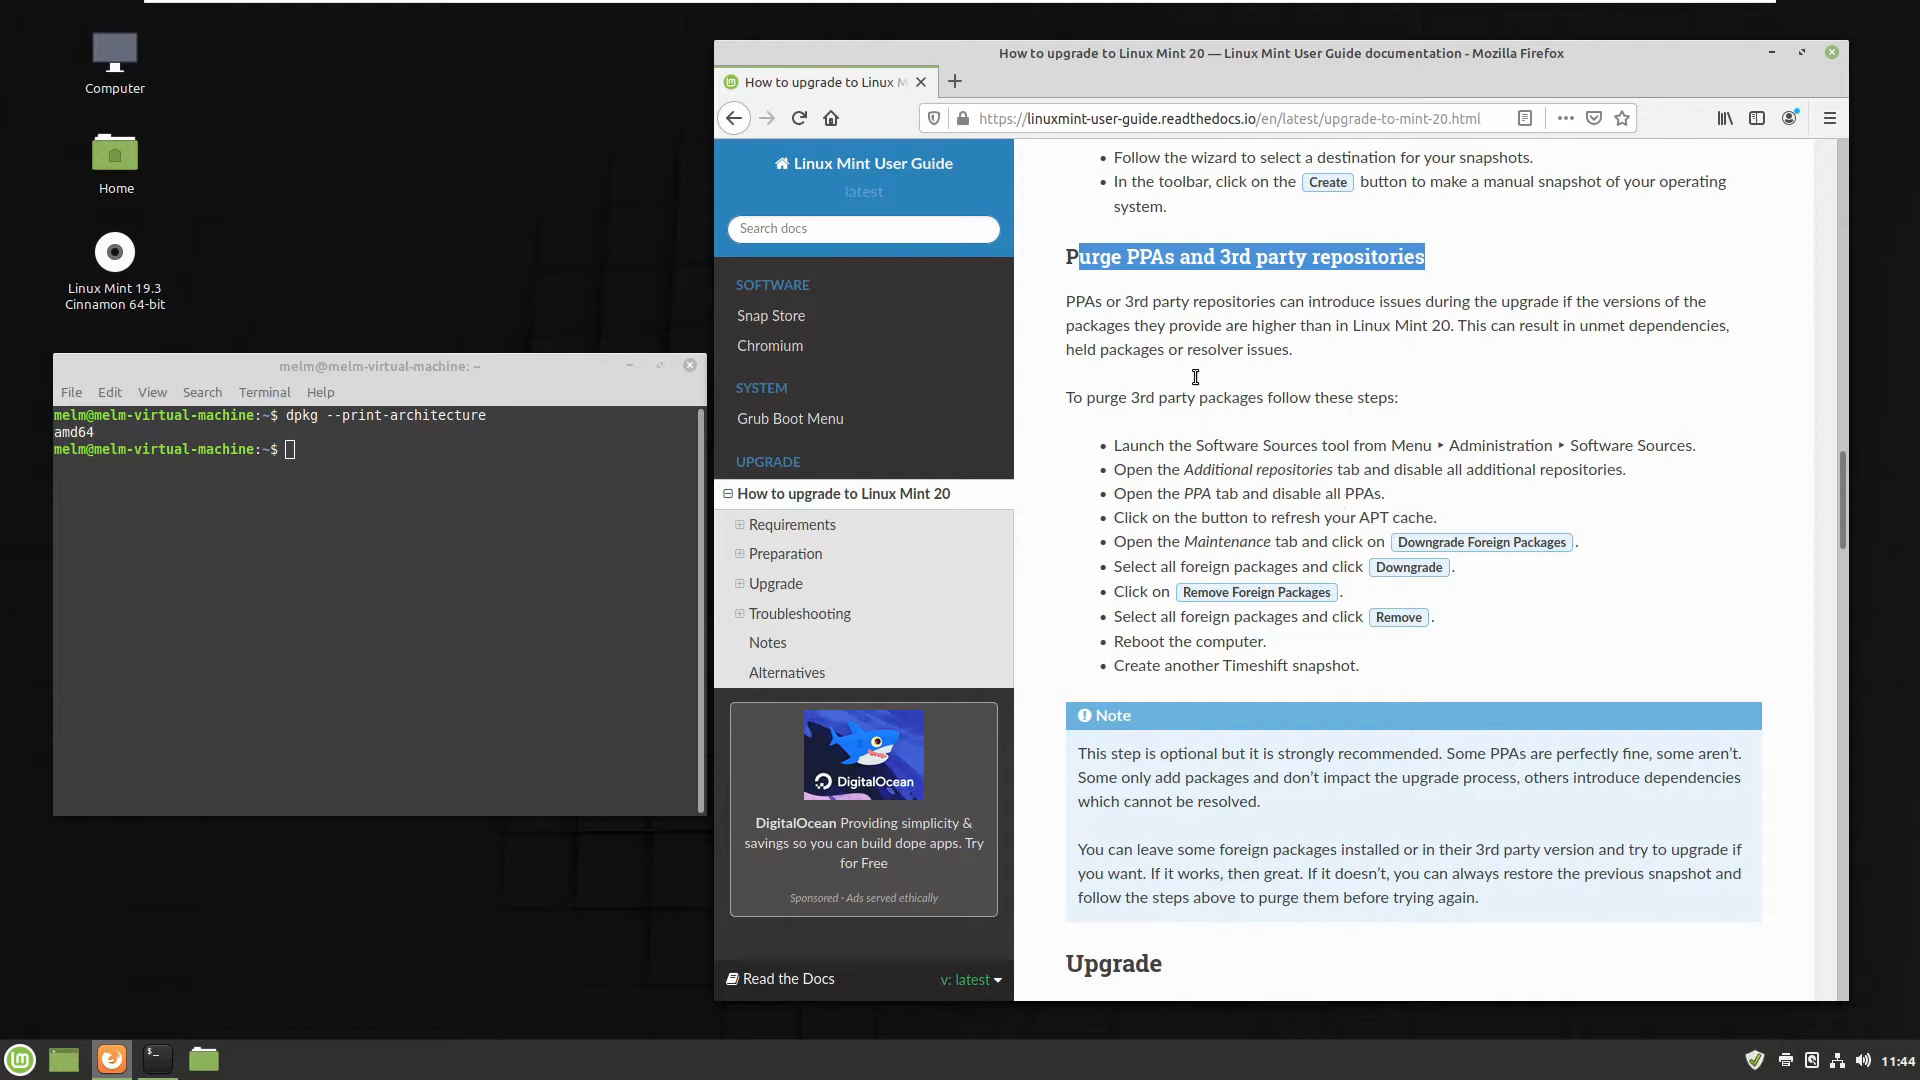 Computer
Home
Linux Mint 19.3
Cinnamon 64-bit
melm@melm-virtual-machine: ~
File Edit View Search Terminal Help
melm@melm-virtual-machine:~$ dpkg --print-architecture
amd64
melm@melm-virtual-machine:~$
How to upgrade to Linux Mint 20 — Linux Mint User Guide documentation - Mozilla Firefox
How to upgrade to Linux M
https://linuxmint-user-guide.readthedocs.io/en/latest/upgrade-to-mint-20.html
Linux Mint User Guide
latest
Search docs
SOFTWARE
Snap Store
Chromium
SYSTEM
Grub Boot Menu
UPGRADE
How to upgrade to Linux Mint 20
Requirements
Preparation
Upgrade
Troubleshooting
Notes
Alternatives
DigitalOcean
DigitalOcean Providing simplicity &
savings so you can build dope apps. Try
for Free
Sponsored · Ads served ethically
Read the Docs
v: latest
• Follow the wizard to select a destination for your snapshots.
• In the toolbar, click on the Create button to make a manual snapshot of your operating
system.
Purge PPAs and 3rd party repositories
PPAs or 3rd party repositories can introduce issues during the upgrade if the versions of the
packages they provide are higher than in Linux Mint 20. This can result in unmet dependencies,
held packages or resolver issues.
To purge 3rd party packages follow these steps:
• Launch the Software Sources tool from Menu ‣ Administration ‣ Software Sources.
• Open the Additional repositories tab and disable all additional repositories.
• Open the PPA tab and disable all PPAs.
• Click on the button to refresh your APT cache.
• Open the Maintenance tab and click on Downgrade Foreign Packages .
• Select all foreign packages and click Downgrade .
• Click on Remove Foreign Packages .
• Select all foreign packages and click Remove .
• Reboot the computer.
• Create another Timeshift snapshot.
Note
This step is optional but it is strongly recommended. Some PPAs are perfectly fine, some aren’t.
Some only add packages and don’t impact the upgrade process, others introduce dependencies
which cannot be resolved.
You can leave some foreign packages installed or in their 3rd party version and try to upgrade if
you want. If it works, then great. If it doesn’t, you can always restore the previous snapshot and
follow the steps above to purge them before trying again.
Upgrade
11:44